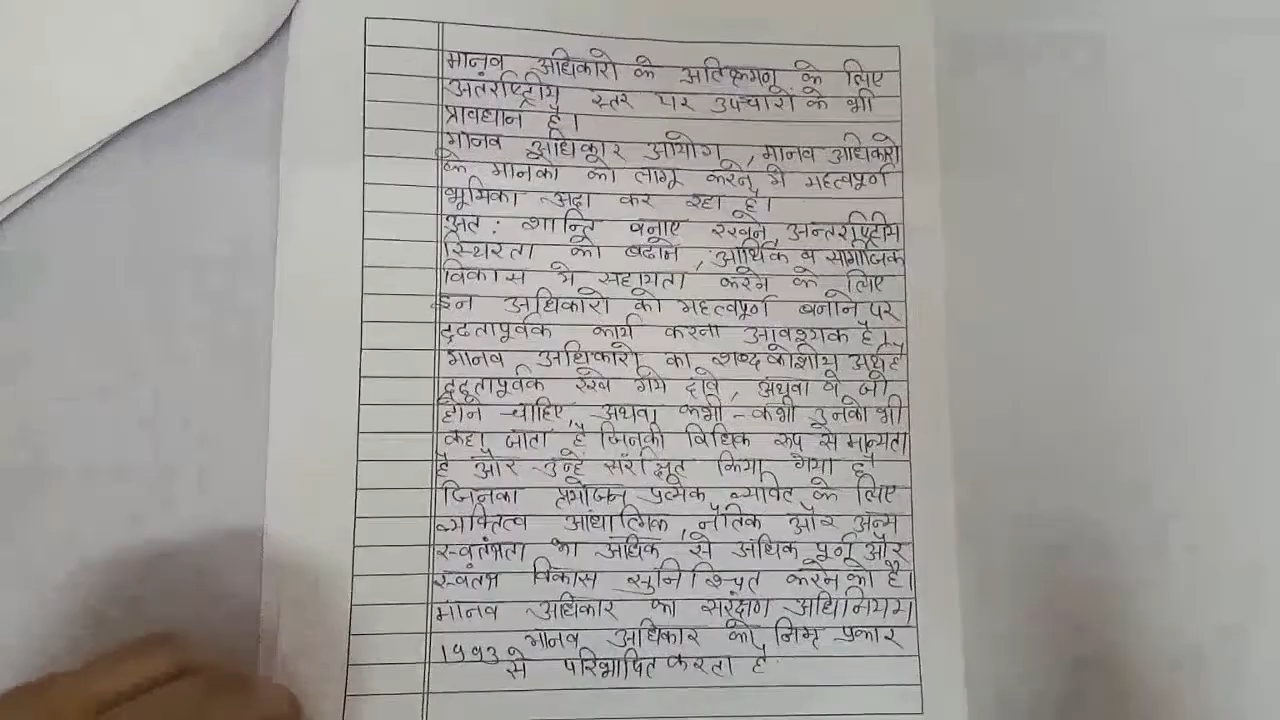 मानव अधिकारो के अतिक्रमण के लिए
अतंर्राष्ट्रीय स्तर पर उपचारों के भी
प्रावधान है।
मानव अधिकार आयोग , मानव अधिकारो
के मानको को लागू करने मे महत्वपूर्ण
भूमिका अदा कर रहा है।
अत: शान्ति बनाए रखने, अन्तर्राष्ट्रीय
स्थिरता को बढाने , आर्थिक व सामाजिक
विकास मे सहायता करने के लिए
इन अधिकारो को महत्वपूर्ण बनाने पर
दृढतापूर्वक कार्य करना आवश्यक है।
मानव अधिकारो का शब्दकोशीय अर्थ है
दृढ़तापूर्वक रखे गये दावे, अथवा वे जो
होने चाहिए, अथवा कभी-कभी उनको भी
कहा जाता है जिनकी विधिक रूप से मान्यता
है और उन्हें संरक्षित किया गया है
जिनका प्रयोजन प्रत्येक व्यक्ति के लिए
व्यक्तित्व आधात्मिक , नैतिक और अन्य
स्वतंत्रता का अधिक से अधिक पूर्ण और
स्वतंत्र विकास सुनिश्चित करने को है।
मानव अधिकार का सरंक्षण अधिनियम
1993 मानव अधिकार को निम्न प्रकार
से परिभाषित करता है